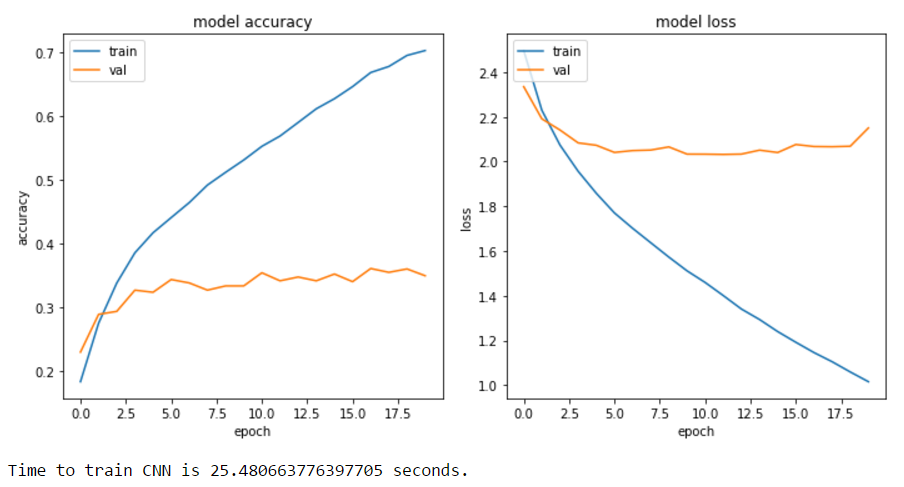 model accuracy
train
val
0.7
0.6
0.5
0.4
0.3
0.2
accuracy
0.0 2.5 5.0 7.5 10.0 12.5 15.0 17.5
epoch
model loss
train
val
2.4
2.2
2.0
1.8
1.6
1.4
1.2
1.0
loss
0.0 2.5 5.0 7.5 10.0 12.5 15.0 17.5
epoch
Time to train CNN is 25.480663776397705 seconds.